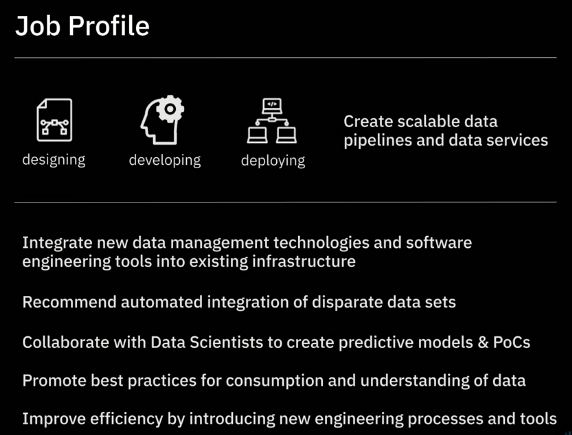 Job Profile
</>
designing
developing
deploying
Create scalable data
pipelines and data services
Integrate new data management technologies and software
engineering tools into existing infrastructure
Recommend automated integration of disparate data sets
Collaborate with Data Scientists to create predictive models & PoCs
Promote best practices for consumption and understanding of data
Improve efficiency by introducing new engineering processes and tools